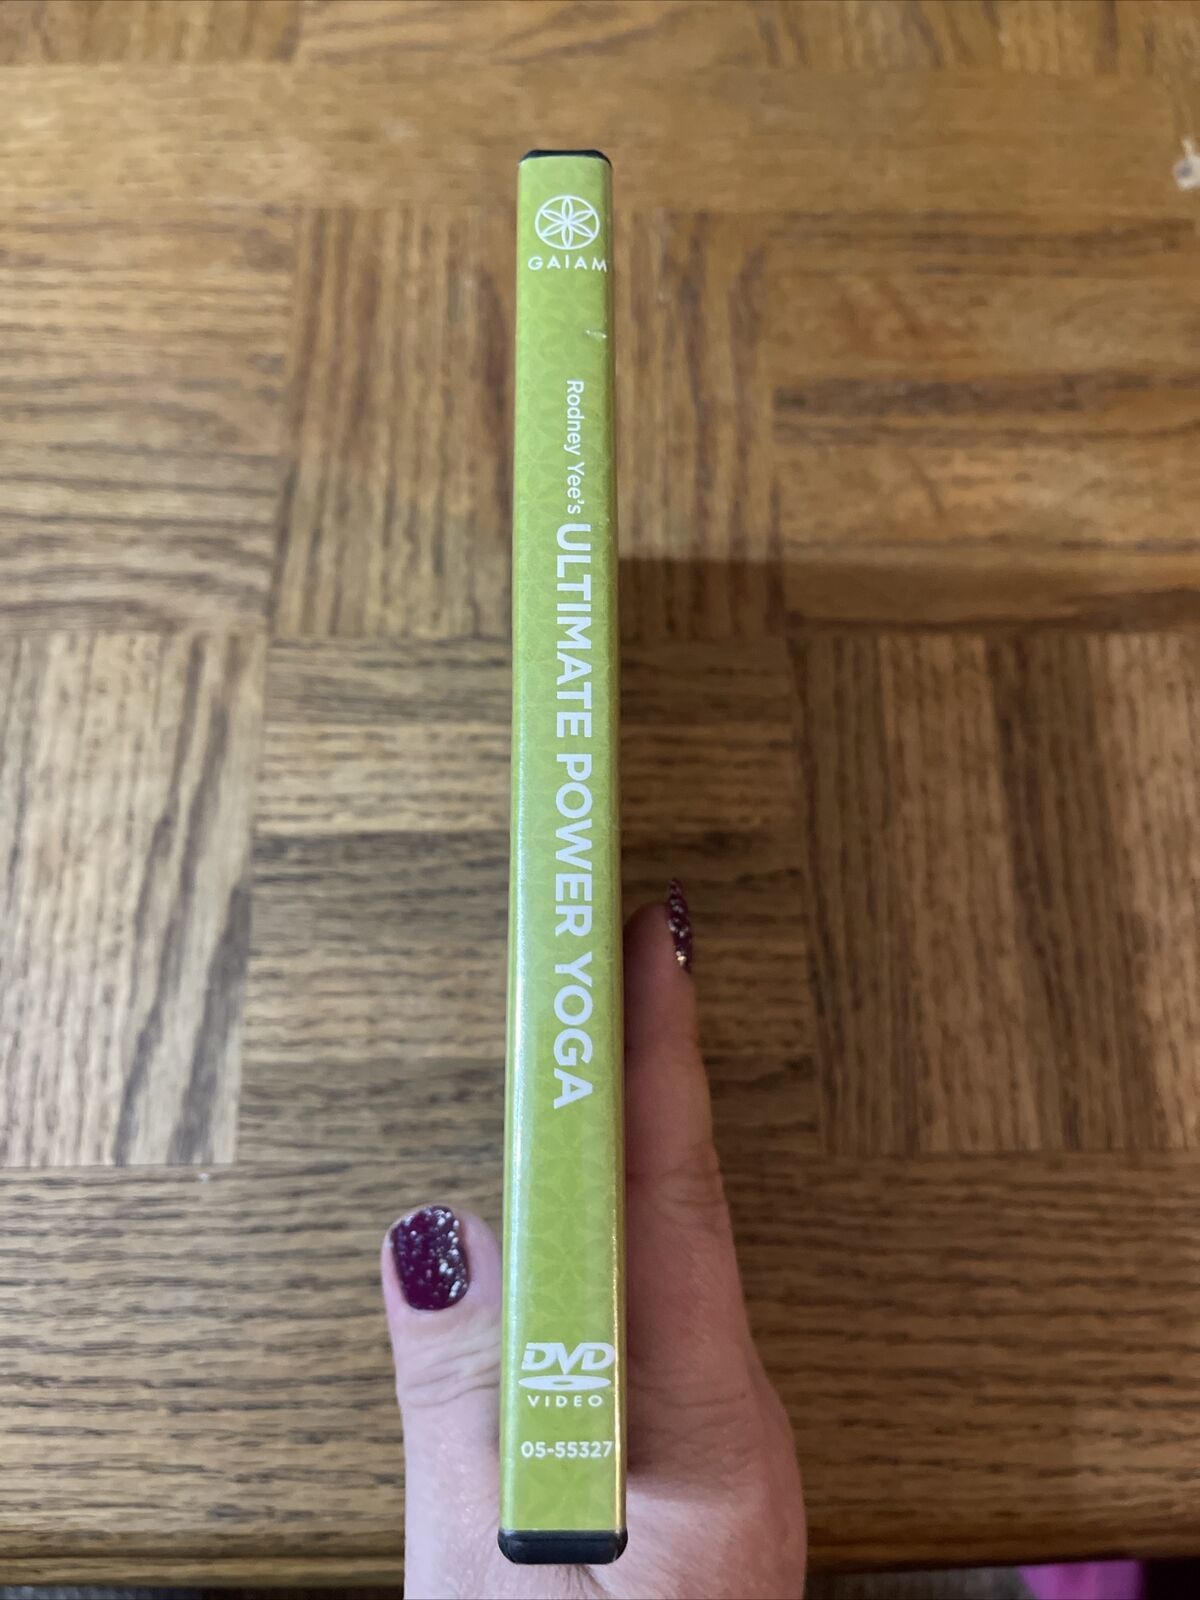 GAIAM
Rodney Yee's ULTIMATE POWER YOGA
DVD
VIDEO
05-55327